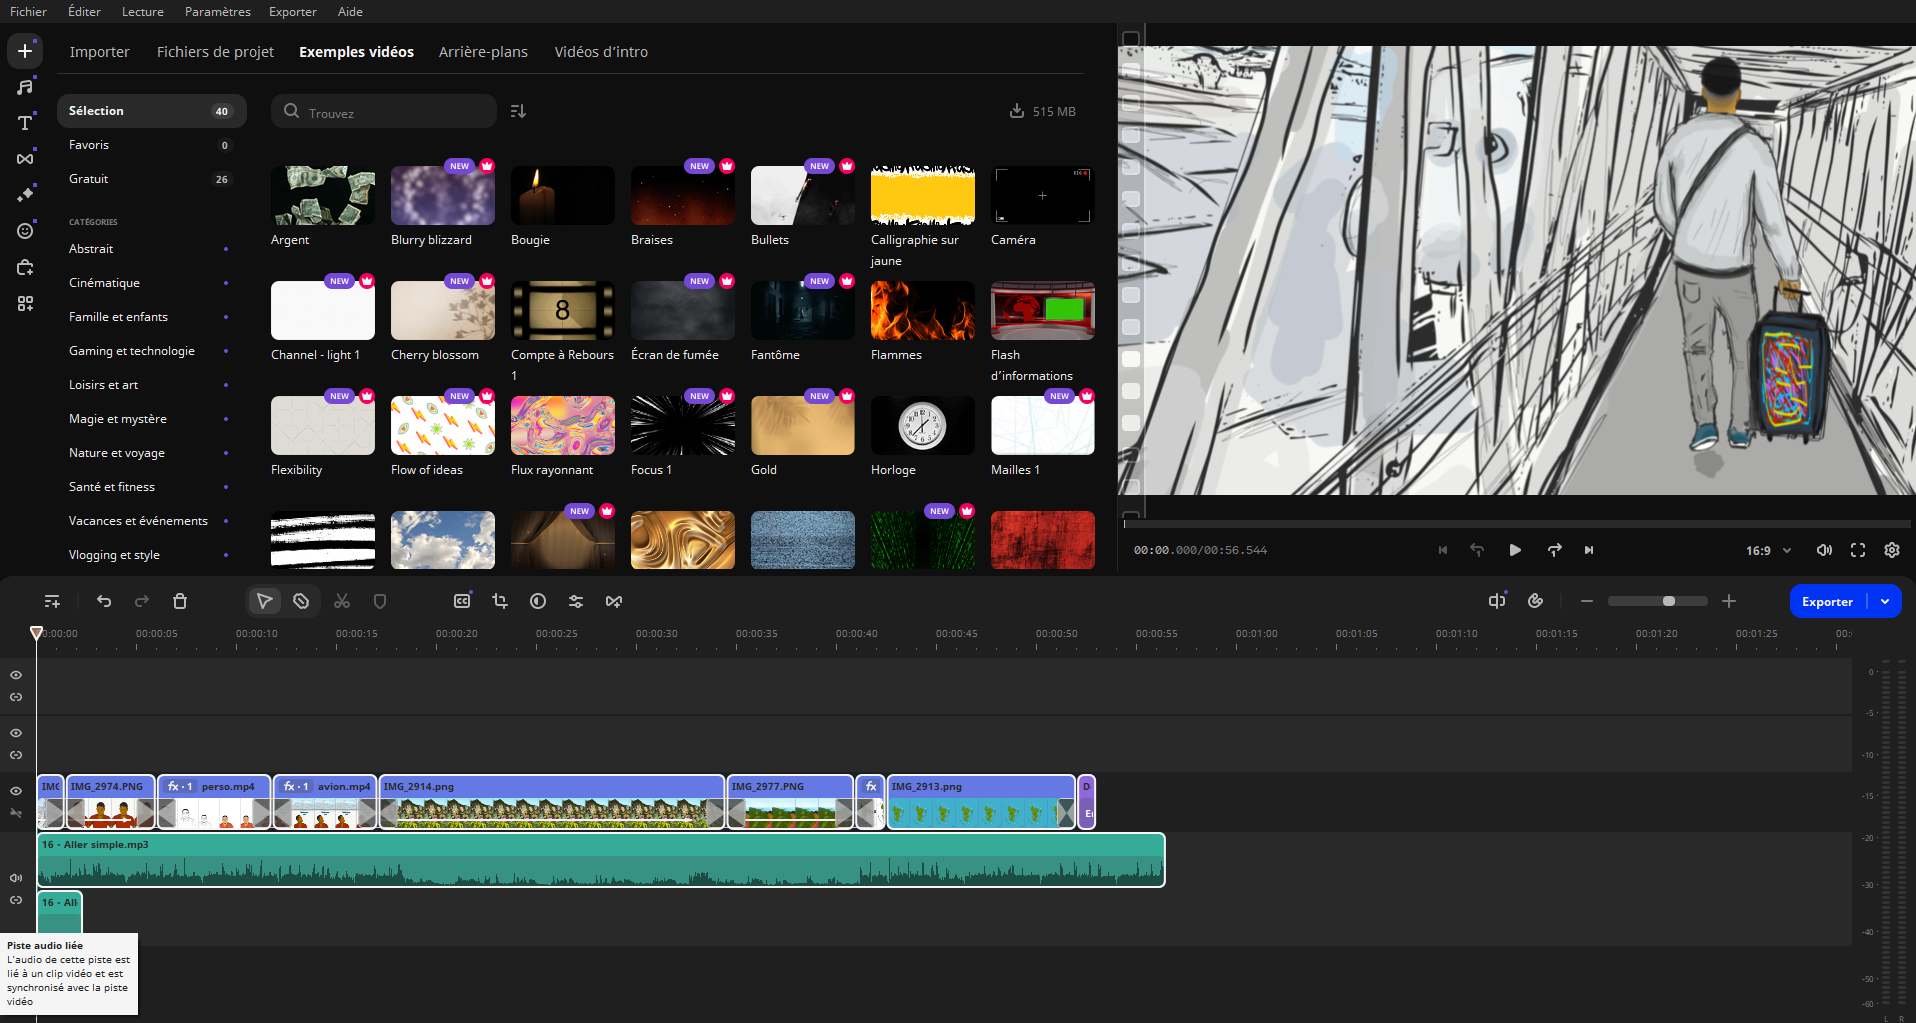 Fichier Éditer Lecture Paramètres Exporter Aide
Importer Fichiers de projet Exemples vidéos Arrière-plans Vidéos d'intro
Sélection 40
Favoris 0
Gratuit 26
CATÉGORIES
Abstrait
Cinématique
Famille et enfants
Gaming et technologie
Loisirs et art
Magie et mystère
Nature et voyage
Santé et fitness
Vacances et événements
Vlogging et style
Trouvez
515 MB
NEW NEW NEW
Argent Blurry blizzard Bougie Braises Bullets Calligraphie sur jaune Caméra
NEW NEW NEW NEW
8
Channel - light 1 Cherry blossom Compte à Rebours 1 Écran de fumée Fantôme Flammes Flash d'informations
NEW NEW NEW NEW NEW
Flexibility Flow of ideas Flux rayonnant Focus 1 Gold Horloge Mailles 1
NEW NEW
00:00.000/00:56.544
16:9
Exporter
0:00:00 00:00:05 00:00:10 00:00:15 00:00:20 00:00:25 00:00:30 00:00:35 00:00:40 00:00:45 00:00:50 00:00:55 00:01:00 00:01:05 00:01:10 00:01:15 00:01:20 00:01:25 00:
IMG IMG_2974.PNG fx · 1 perso.mp4 fx · 1 avion.mp4 IMG_2914.png IMG_2977.PNG fx IMG_2913.png D
16 - Aller simple.mp3
16 - All
Piste audio liée
L'audio de cette piste est
lié à un clip vidéo et est
synchronisé avec la piste
vidéo
0
-5
-10
-15
-20
-30
-40
-50
-60
L R